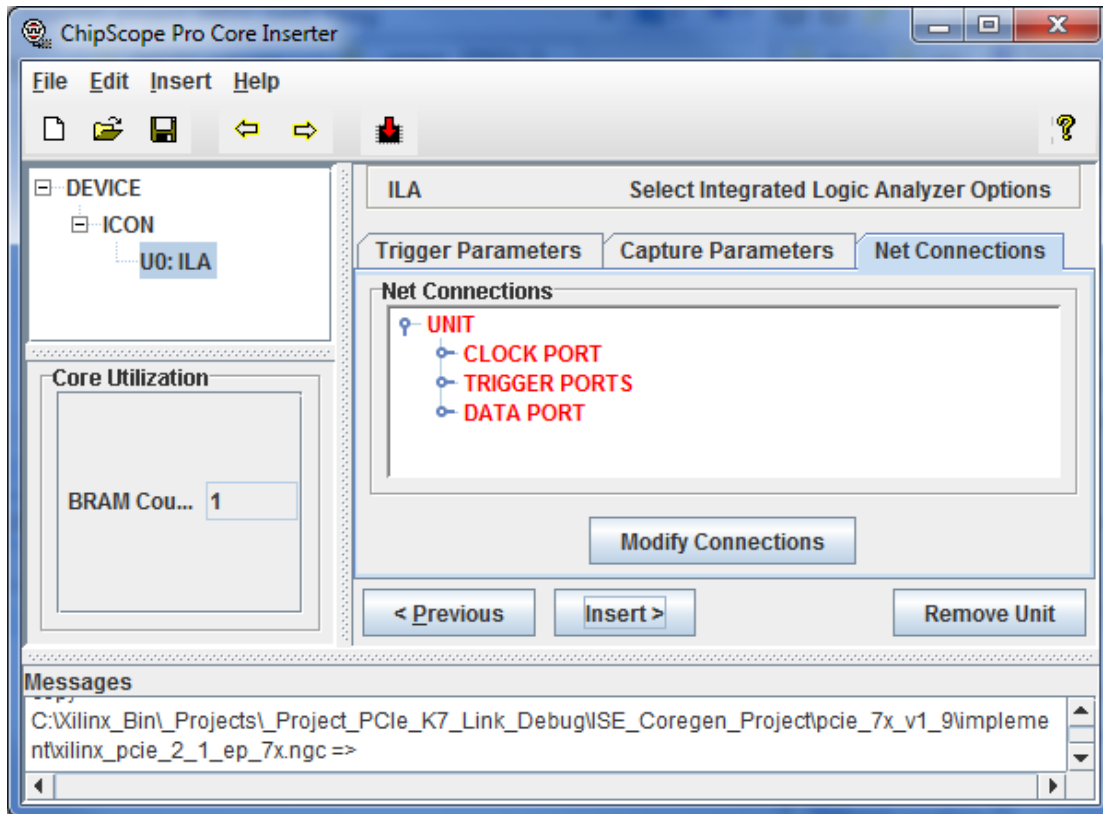 ChipScope Pro Core Inserter
File Edit Insert Help
DEVICE
ICON
U0: ILA
Core Utilization
BRAM Cou... 1
ILA Select Integrated Logic Analyzer Options
Trigger Parameters Capture Parameters Net Connections
Net Connections
UNIT
CLOCK PORT
TRIGGER PORTS
DATA PORT
Modify Connections
< Previous Insert > Remove Unit
Messages
C:\Xilinx_Bin\_Projects\_Project_PCIe_K7_Link_Debug\ISE_Coregen_Project\pcie_7x_v1_9\impleme
nt\xilinx_pcie_2_1_ep_7x.ngc =>